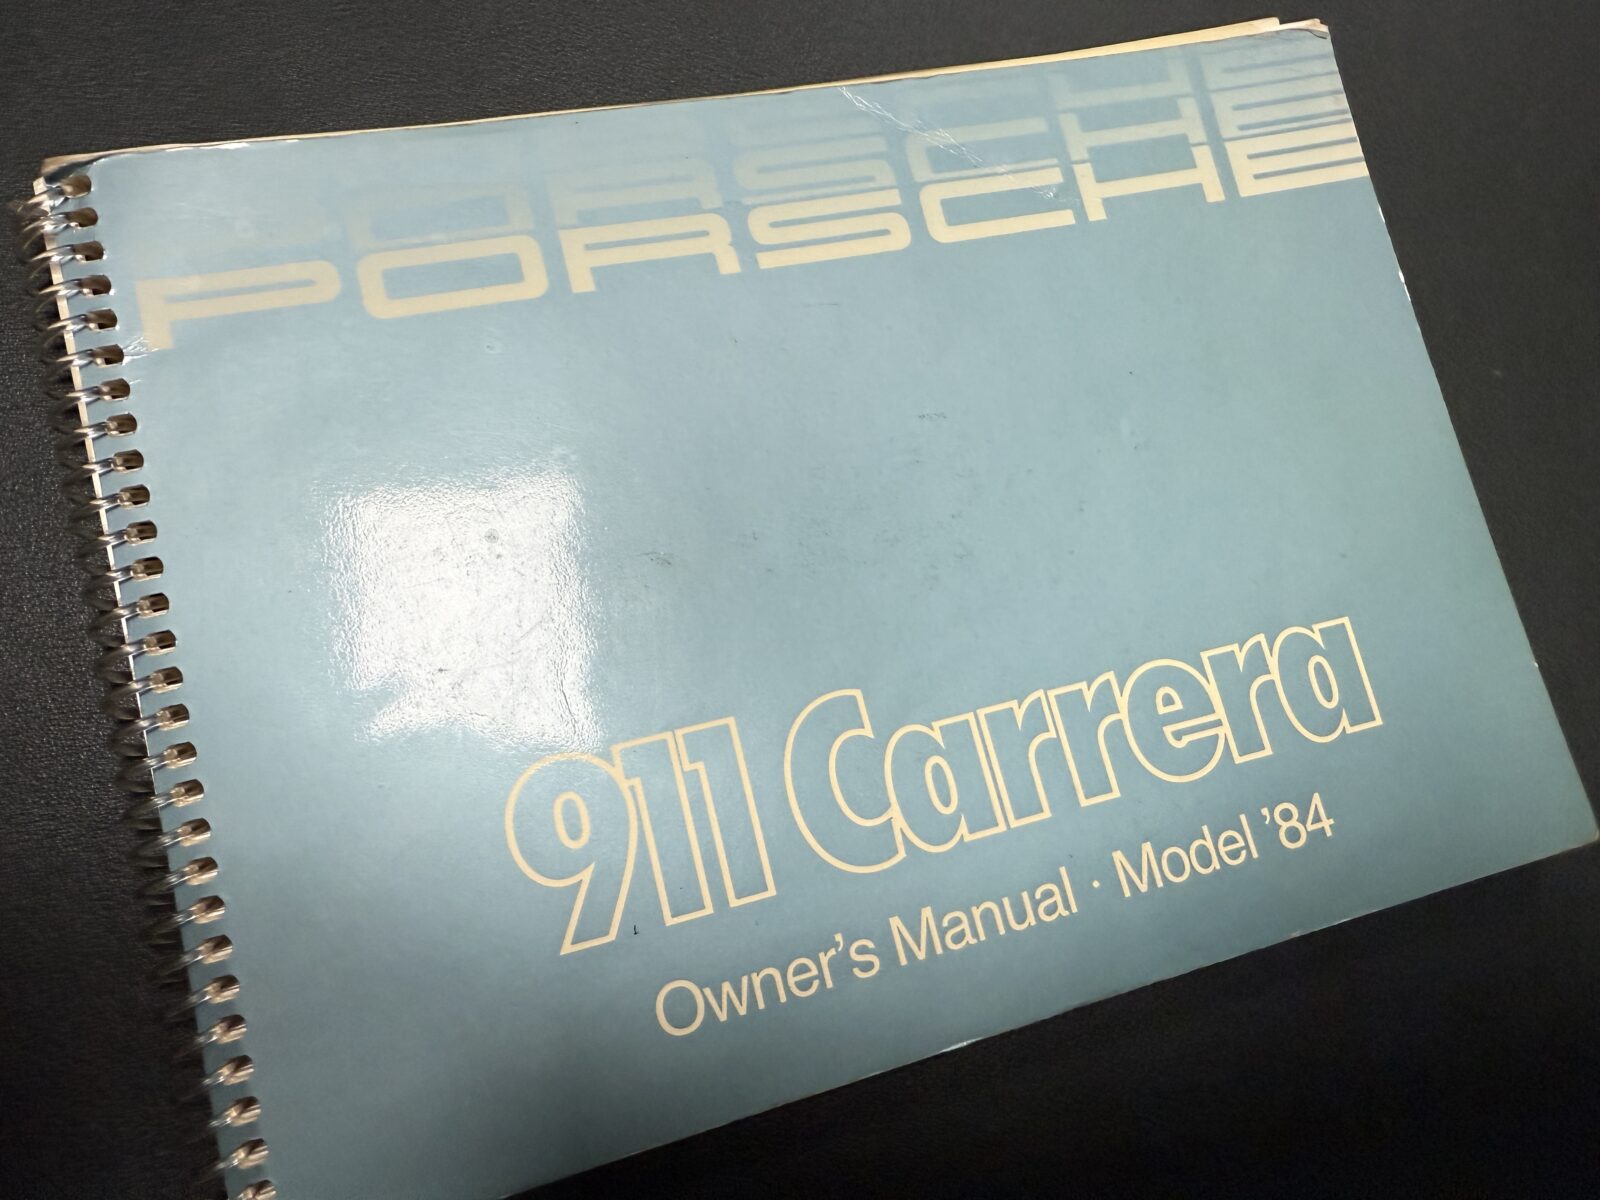 PORSCHE
911 Carrera
Owner's Manual · Model '84